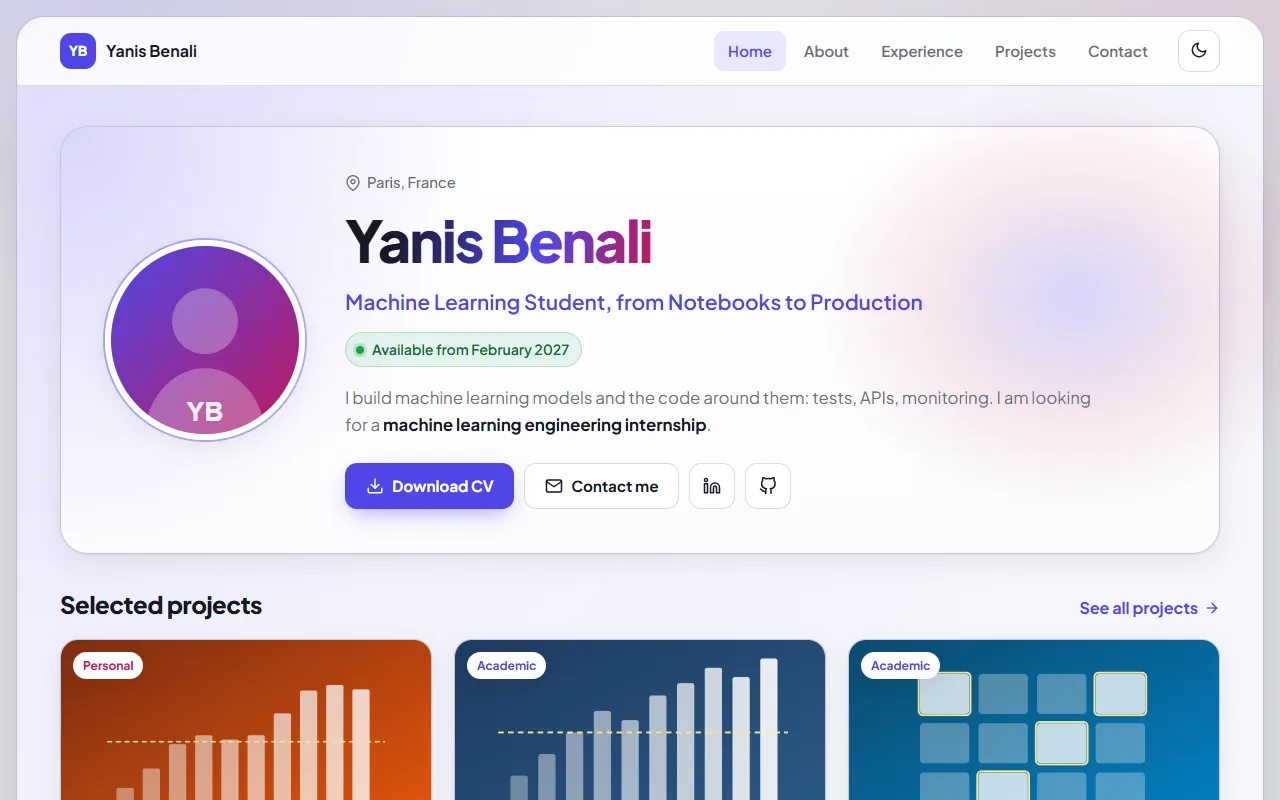 YB
Yanis Benali
Home
About
Experience
Projects
Contact
Paris, France
Yanis Benali
Machine Learning Student, from Notebooks to Production
Available from February 2027
YB
I build machine learning models and the code around them: tests, APIs, monitoring. I am looking
for a machine learning engineering internship.
Download CV
Contact me
Selected projects
See all projects
Personal
Academic
Academic